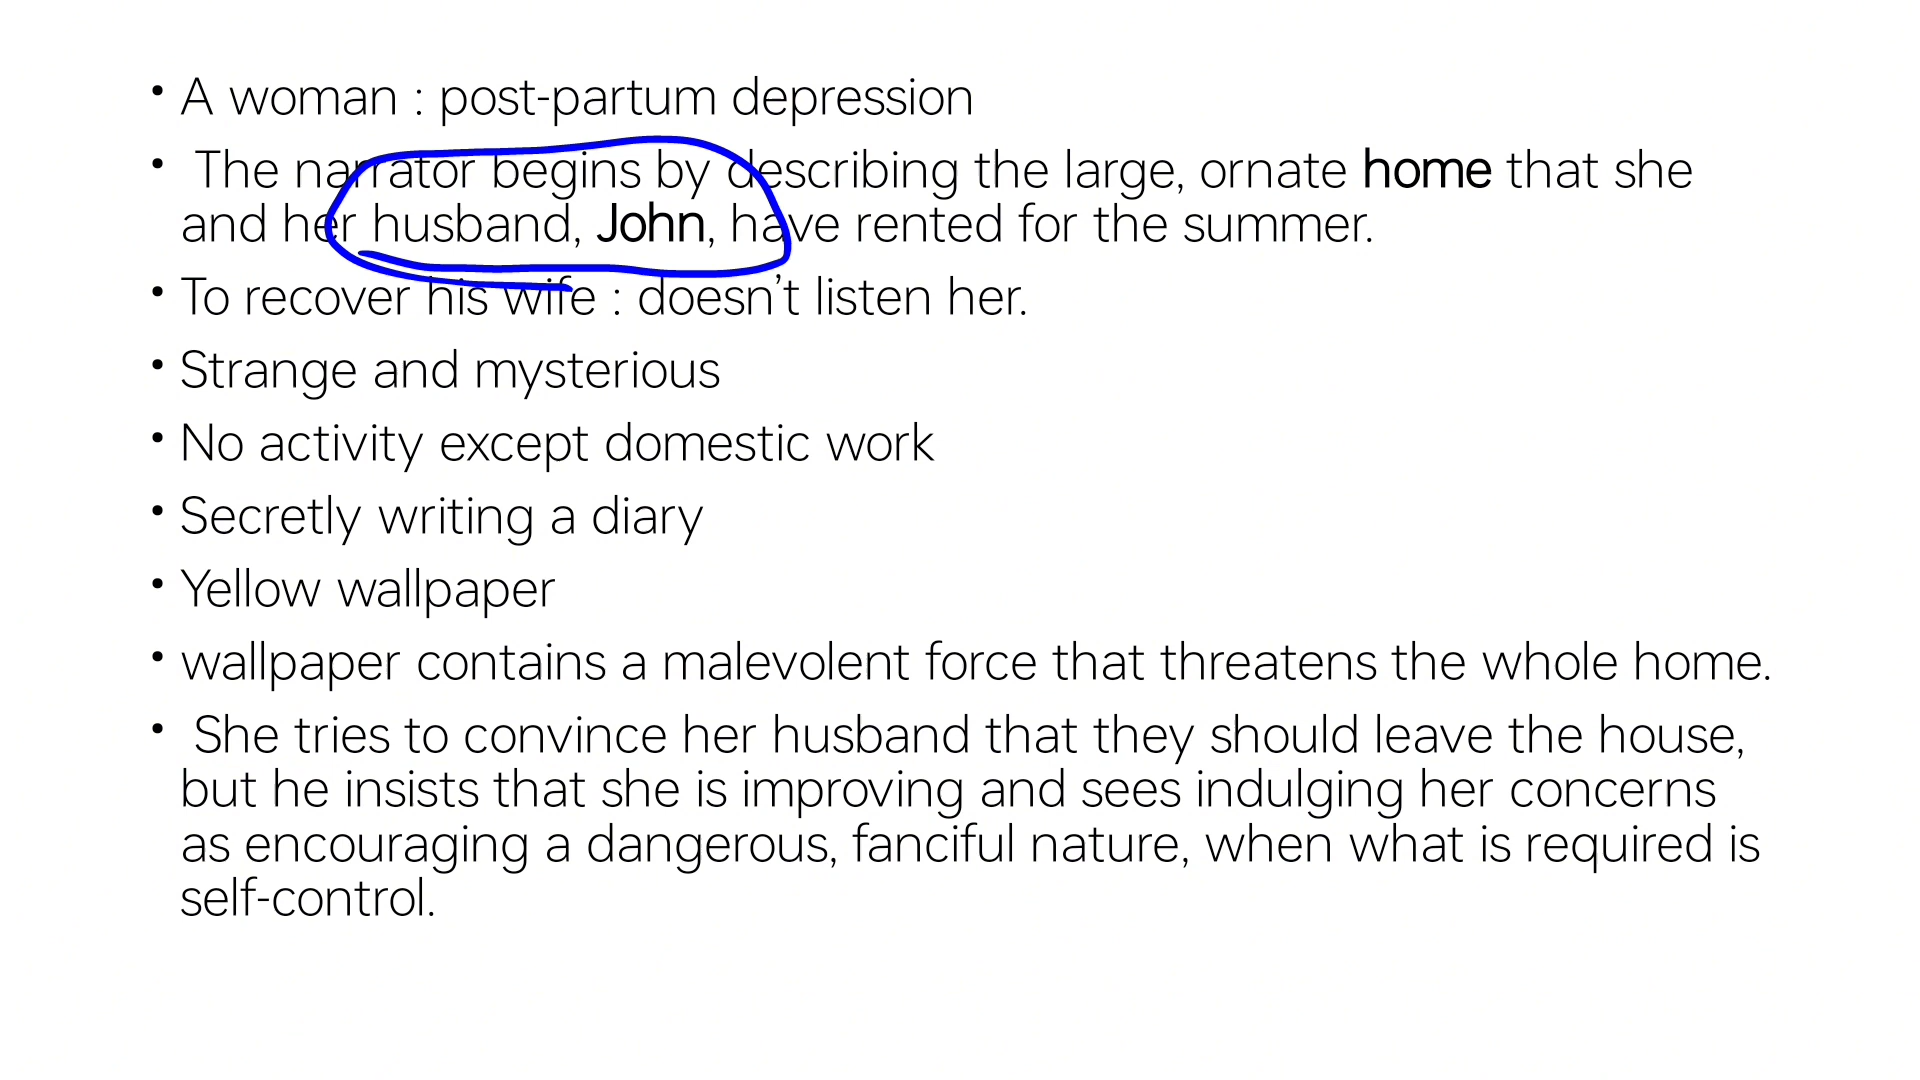 • A woman : post-partum depression
• The narrator begins by describing the large, ornate home that she
and her husband, John, have rented for the summer.
• To recover his wife : doesn't listen her.
• Strange and mysterious
• No activity except domestic work
• Secretly writing a diary
• Yellow wallpaper
• wallpaper contains a malevolent force that threatens the whole home.
• She tries to convince her husband that they should leave the house,
but he insists that she is improving and sees indulging her concerns
as encouraging a dangerous, fanciful nature, when what is required is
self-control.